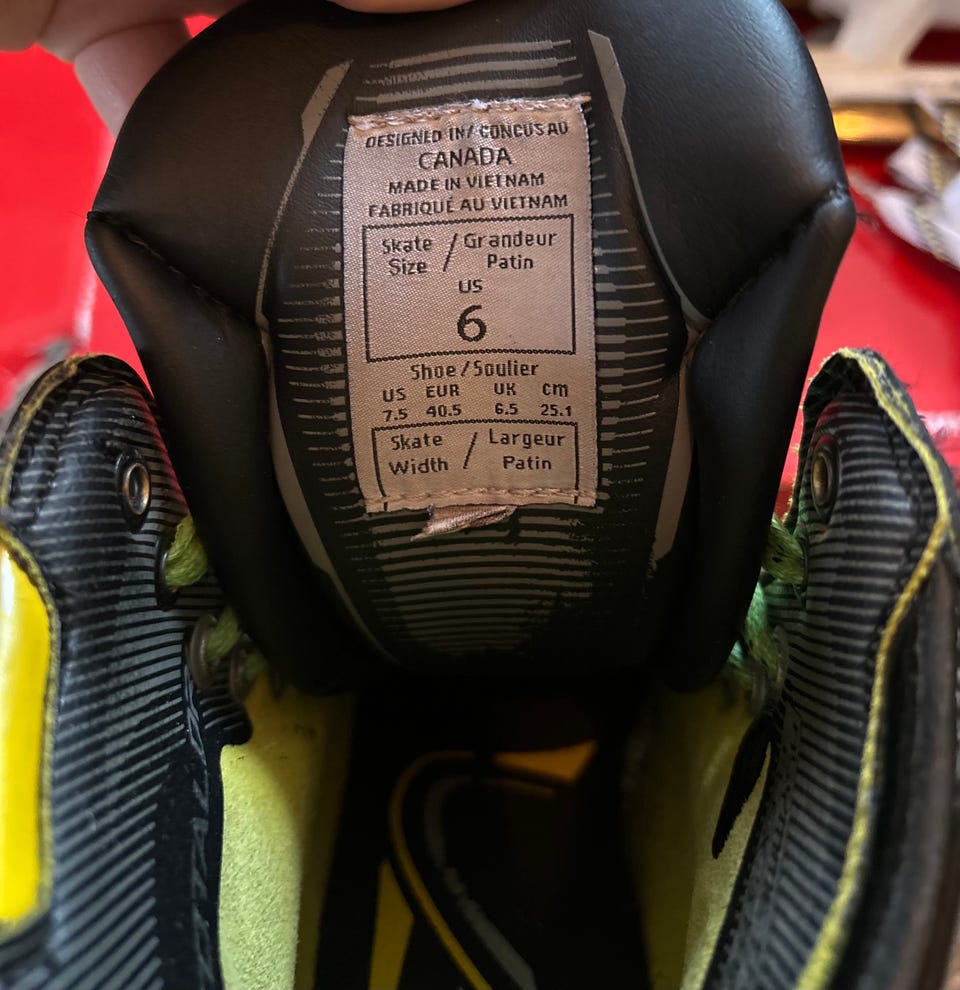 DESIGNED IN/ CONCUS AU
CANADA
MADE IN VIETNAM
FABRIQUÉ AU VIETNAM
Skate / Grandeur
Size Patin
US
6
Shoe/Soulier
US EUR UK cm
7.5 40.5 6.5 25.1
Skate / Largeur
Width Patin